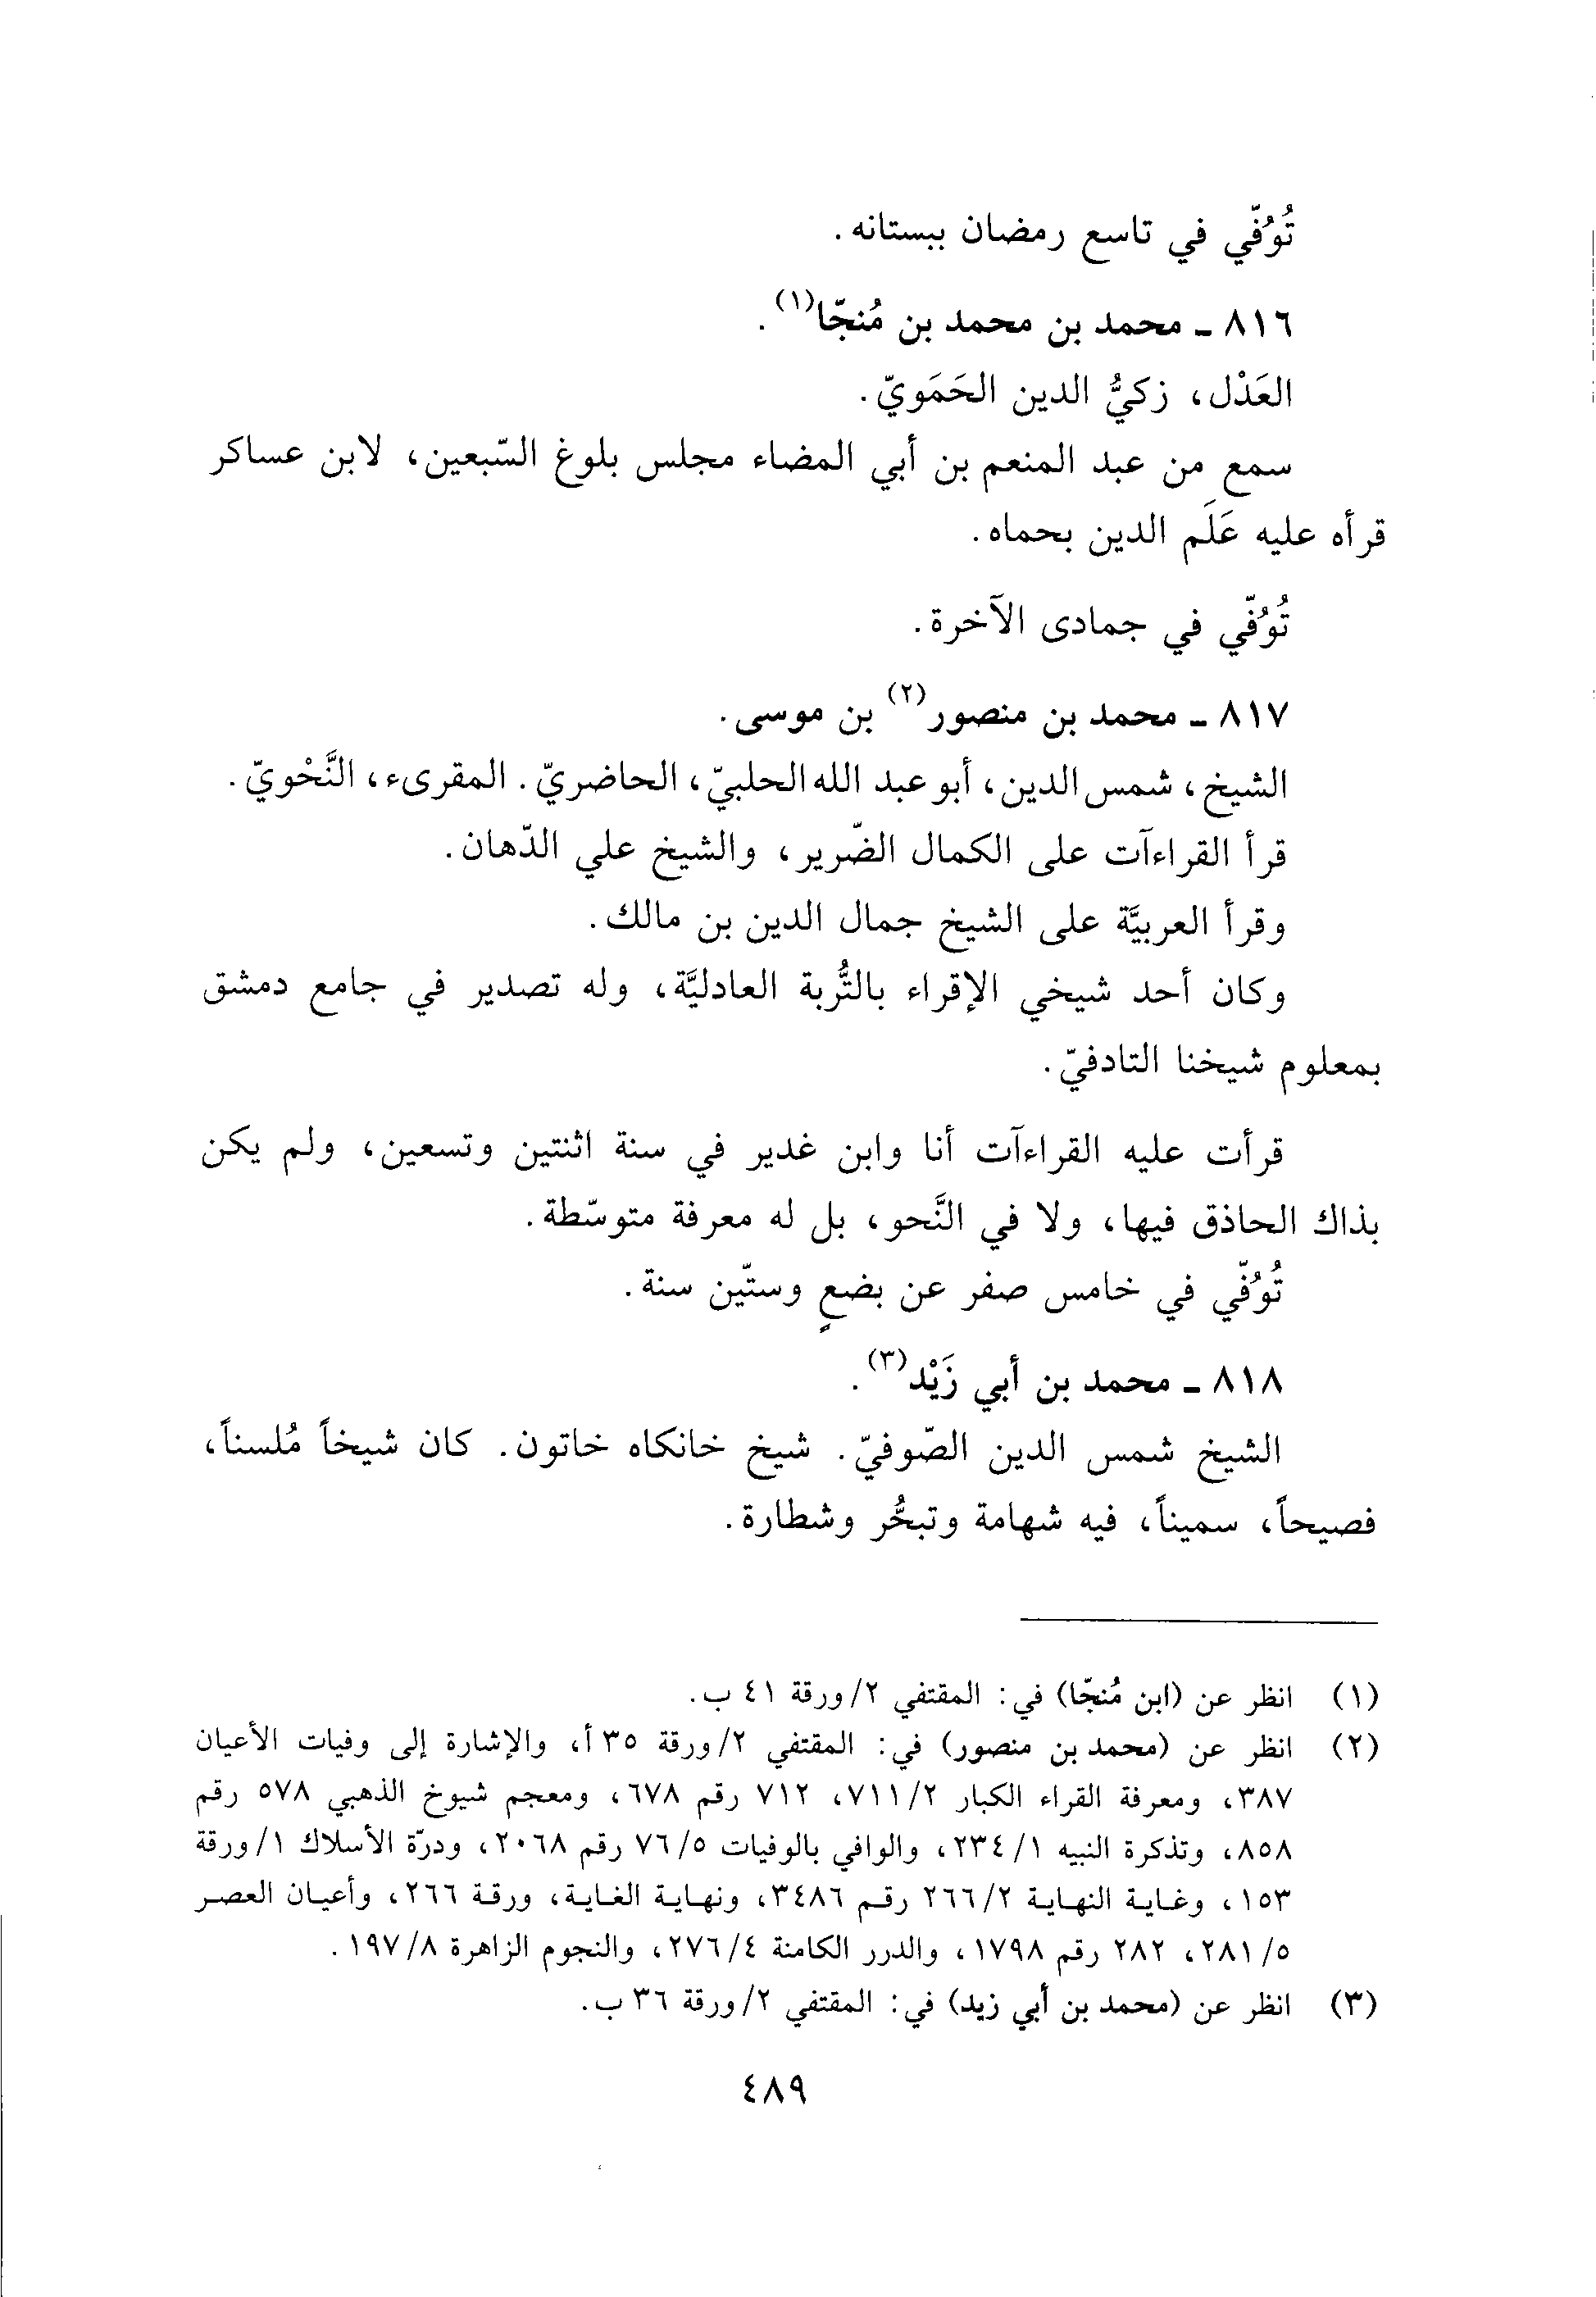 تُوُفّي في تاسع رمضان ببستانه.
٨١٦ ـ محمد بن محمد بن مُنجّا(١).
العَدْل، زكيُّ الدين الحَمَويّ.
سمع من عبد المنعم بن أبي المضاء مجلس بلوغ السّبعين، لابن عساكر
قرأه عليه عَلَم الدين بحماه.
تُوُفّي في جمادى الآخرة.
٨١٧ ـ محمد بن منصور(٢) بن موسى.
الشيخ، شمس الدين، أبو عبد الله الحلبيّ، الحاضريّ. المقرىء، النَّحْويّ.
قرأ القراءآت على الكمال الضّرير، والشيخ علي الدّهان.
وقرأ العربيَّة على الشيخ جمال الدين بن مالك.
وكان أحد شيخي الإقراء بالتُّربة العادليَّة، وله تصدير في جامع دمشق
بمعلوم شيخنا التادفيّ.
قرأت عليه القراءآت أنا وابن غدير في سنة اثنتين وتسعين، ولم يكن
بذاك الحاذق فيها، ولا في النَّحو، بل له معرفة متوسّطة.
تُوُفّي في خامس صفر عن بضعٍ وستّين سنة.
٨١٨ ـ محمد بن أبي زَيْد(٣).
الشيخ شمس الدين الصّوفيّ. شيخ خانكاه خاتون. كان شيخاً مُلسناً،
فصيحاً، سميناً، فيه شهامة وتبحُّر وشطارة.
(١) انظر عن (ابن مُنجّا) في: المقتفي ٢/ورقة ٤١ ب.
(٢) انظر عن (محمد بن منصور) في: المقتفي ٢/ورقة ٣٥ أ، والإشارة إلى وفيات الأعيان
٣٨٧، ومعرفة القراء الكبار ٧١١/٢، ٧١٢ رقم ٦٧٨، ومعجم شيوخ الذهبي ٥٧٨ رقم
٨٥٨، وتذكرة النبيه ٢٣٤/١، والوافي بالوفيات ٧٦/٥ رقم ٢٠٦٨، ودرّة الأسلاك ١/ورقة
١٥٣، وغاية النهاية ٢٦٦/٢ رقم ٣٤٨٦، ونهاية الغاية، ورقة ٢٦٦، وأعيان العصر
٢٨١/٥، ٢٨٢ رقم ١٧٩٨، والدرر الكامنة ٢٧٦/٤، والنجوم الزاهرة ١٩٧/٨.
(٣) انظر عن (محمد بن أبي زيد) في: المقتفي ٢/ورقة ٣٦ ب.
٤٨٩